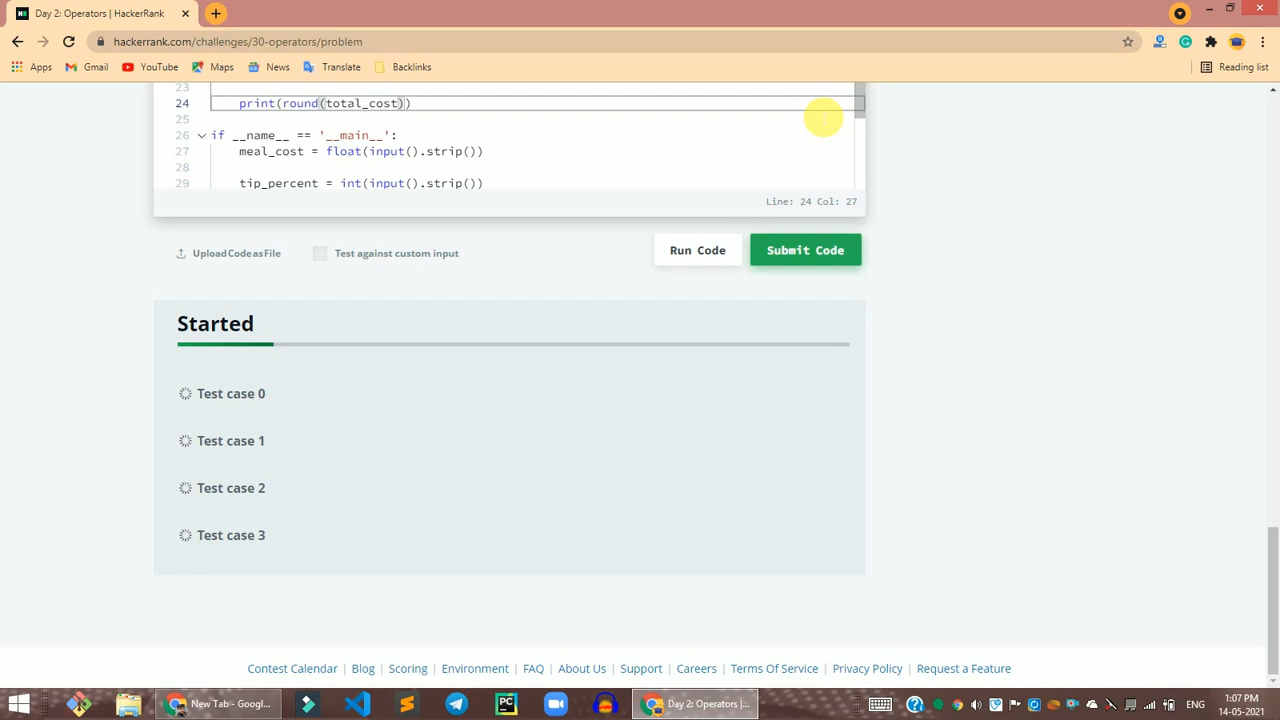 Day 2: Operators | HackerRank
hackerrank.com/challenges/30-operators/problem
Apps Gmail YouTube Maps News Translate Backlinks Reading list
23
24 print(round(total_cost))
25
26 if __name__ == '__main__':
27 meal_cost = float(input().strip())
28
29 tip_percent = int(input().strip())
Line: 24 Col: 27
Upload Code as File Test against custom input Run Code Submit Code
Started
Test case 0
Test case 1
Test case 2
Test case 3
Contest Calendar | Blog | Scoring | Environment | FAQ | About Us | Support | Careers | Terms Of Service | Privacy Policy | Request a Feature
New Tab - Googl... Day 2: Operators |... ENG 1:07 PM
14-05-2021